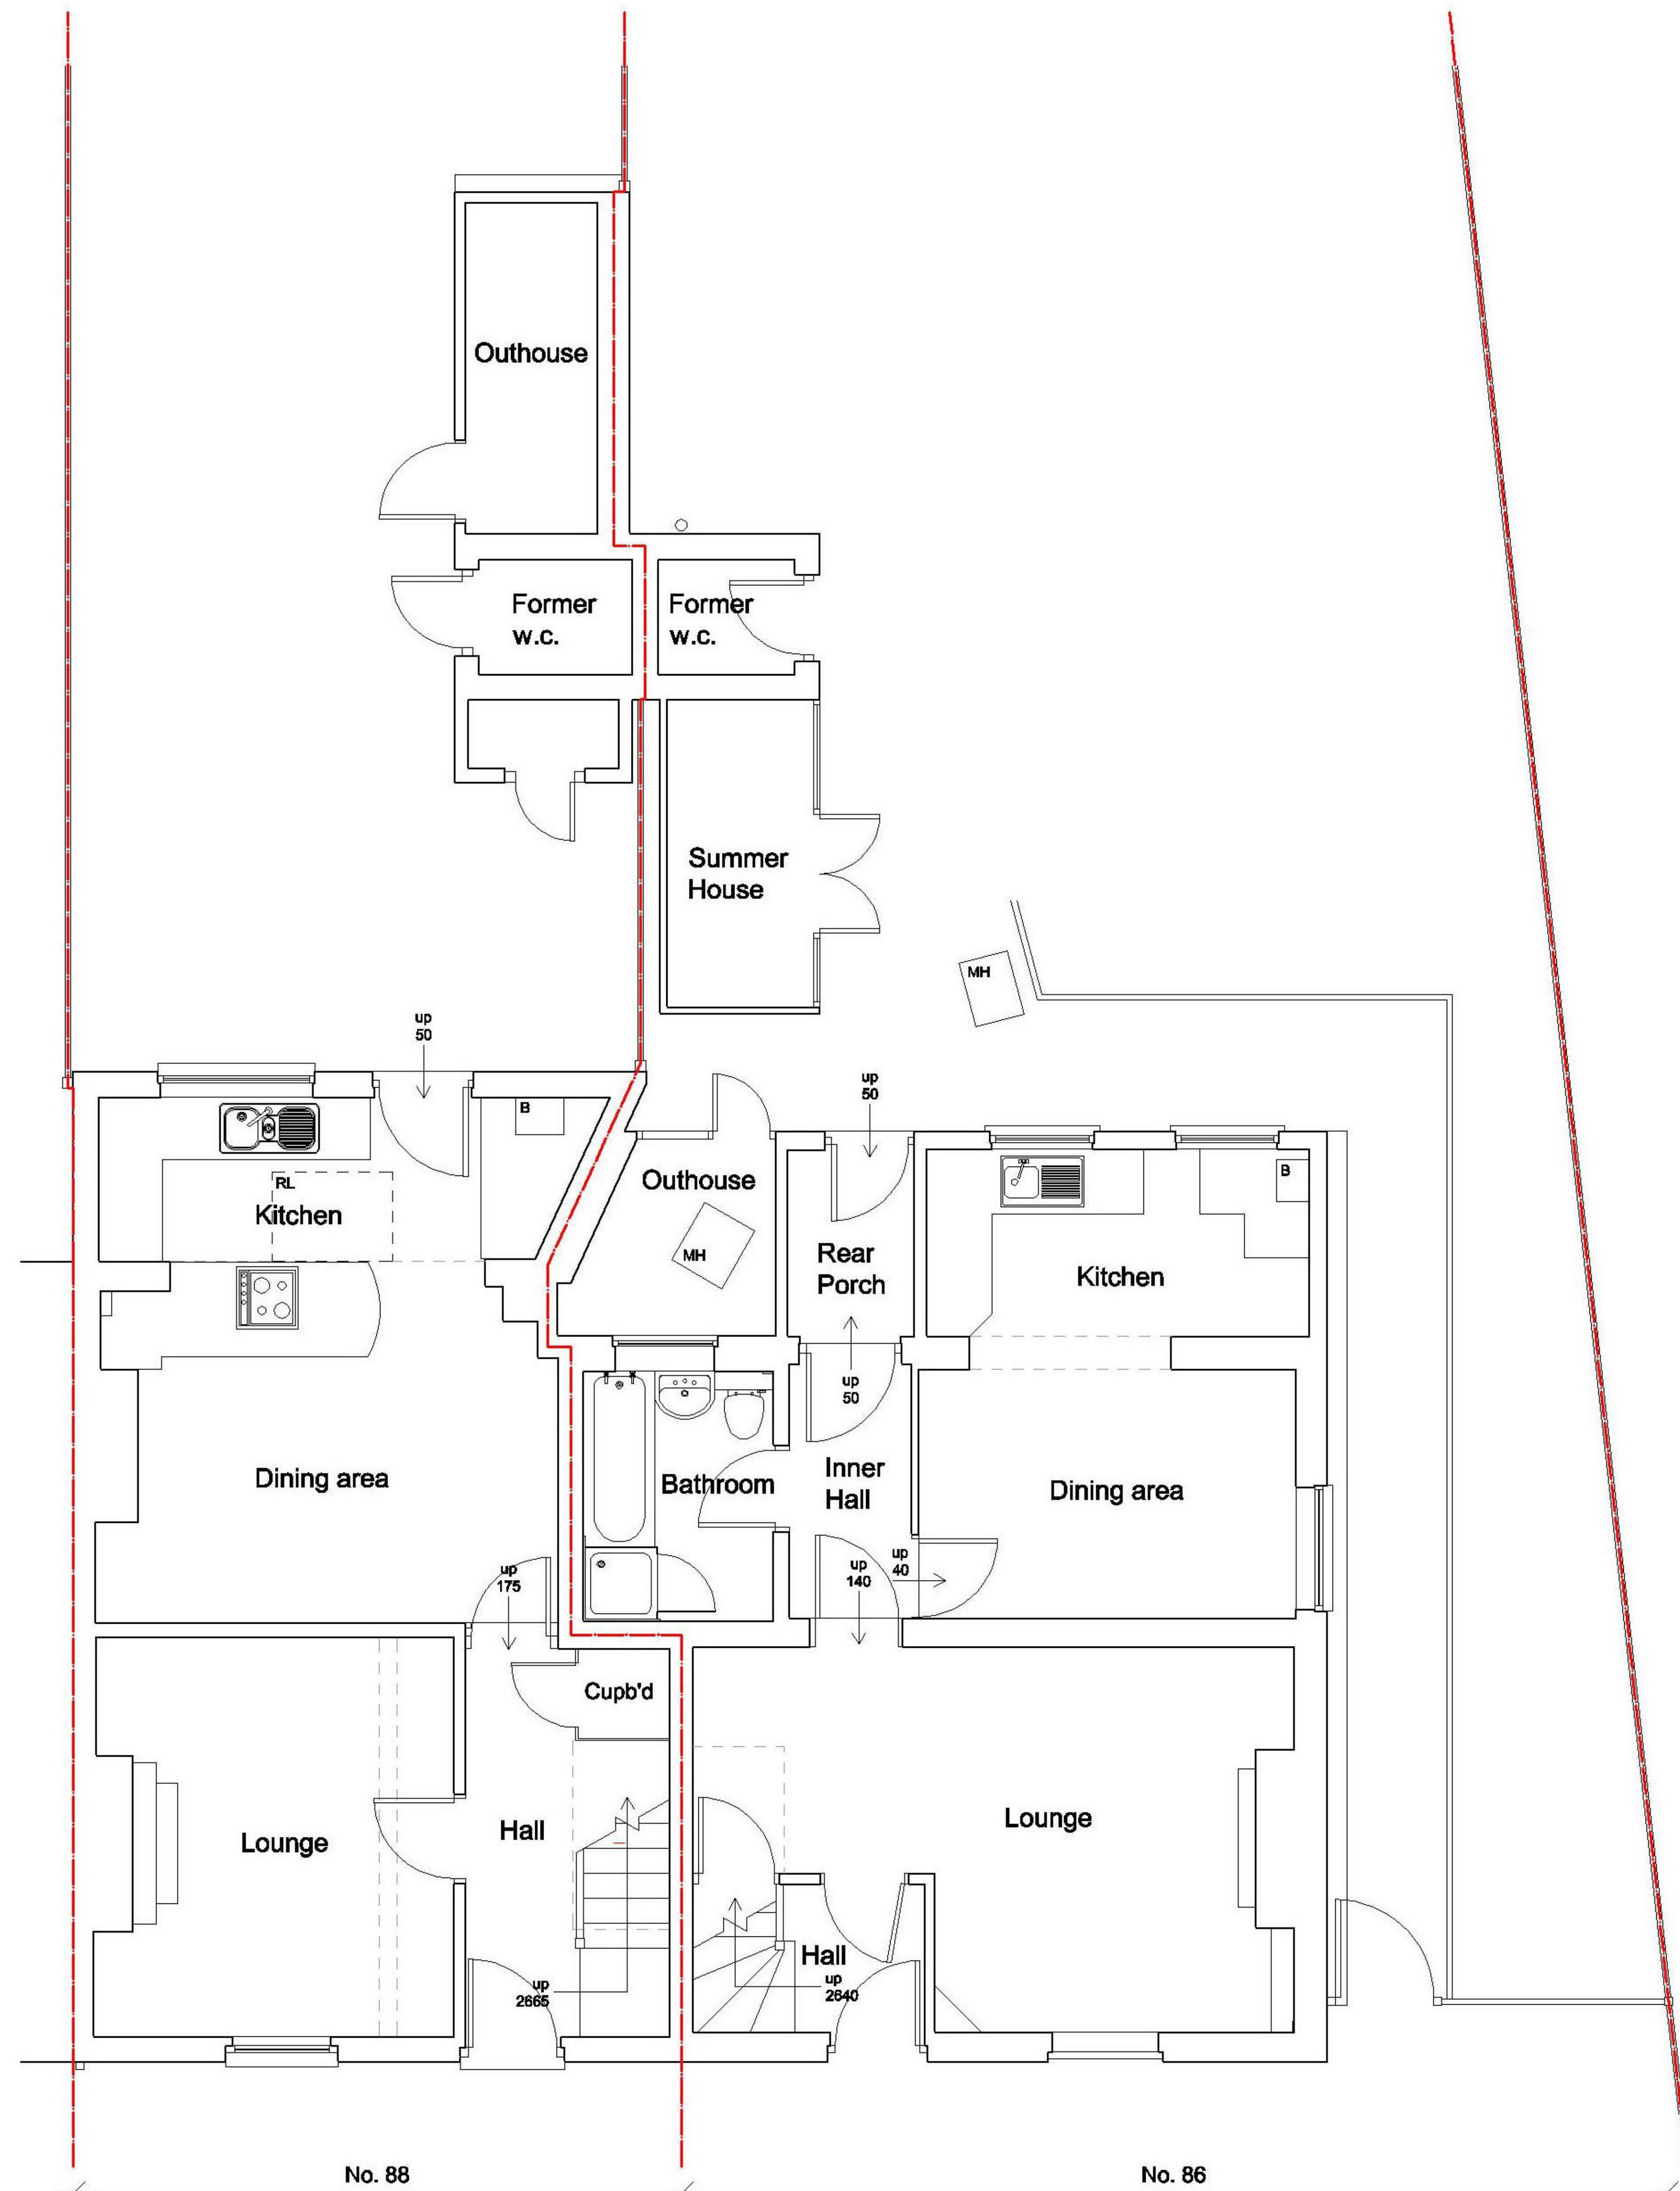 Outhouse
Former
w.c.
Former
w.c.
Summer
House
MH
up
50
up
50
B
RL
Kitchen
Outhouse
MH
Rear
Porch
B
Kitchen
up
50
Dining area
Bathroom
Inner
Hall
Dining area
up
175
up
140
up
40
Cupb'd
Lounge
Hall
Lounge
Hall
up
2665
up
2640
No. 88
No. 86